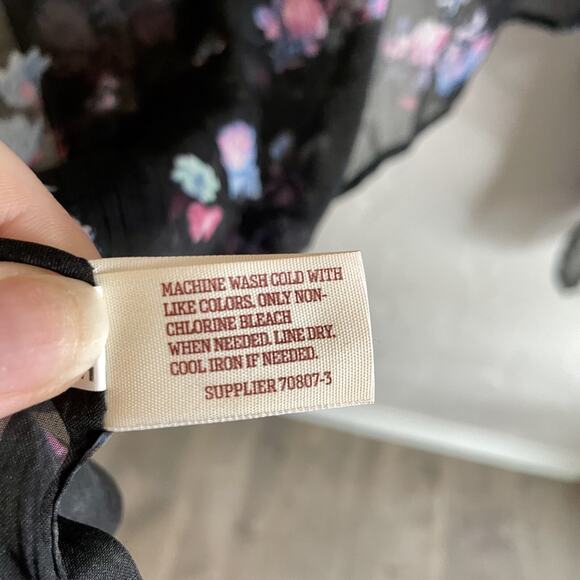 MACHINE WASH COLD WITH
LIKE COLORS. ONLY NON-
CHLORINE BLEACH
WHEN NEEDED. LINE DRY.
COOL IRON IF NEEDED.
SUPPLIER 70807-3